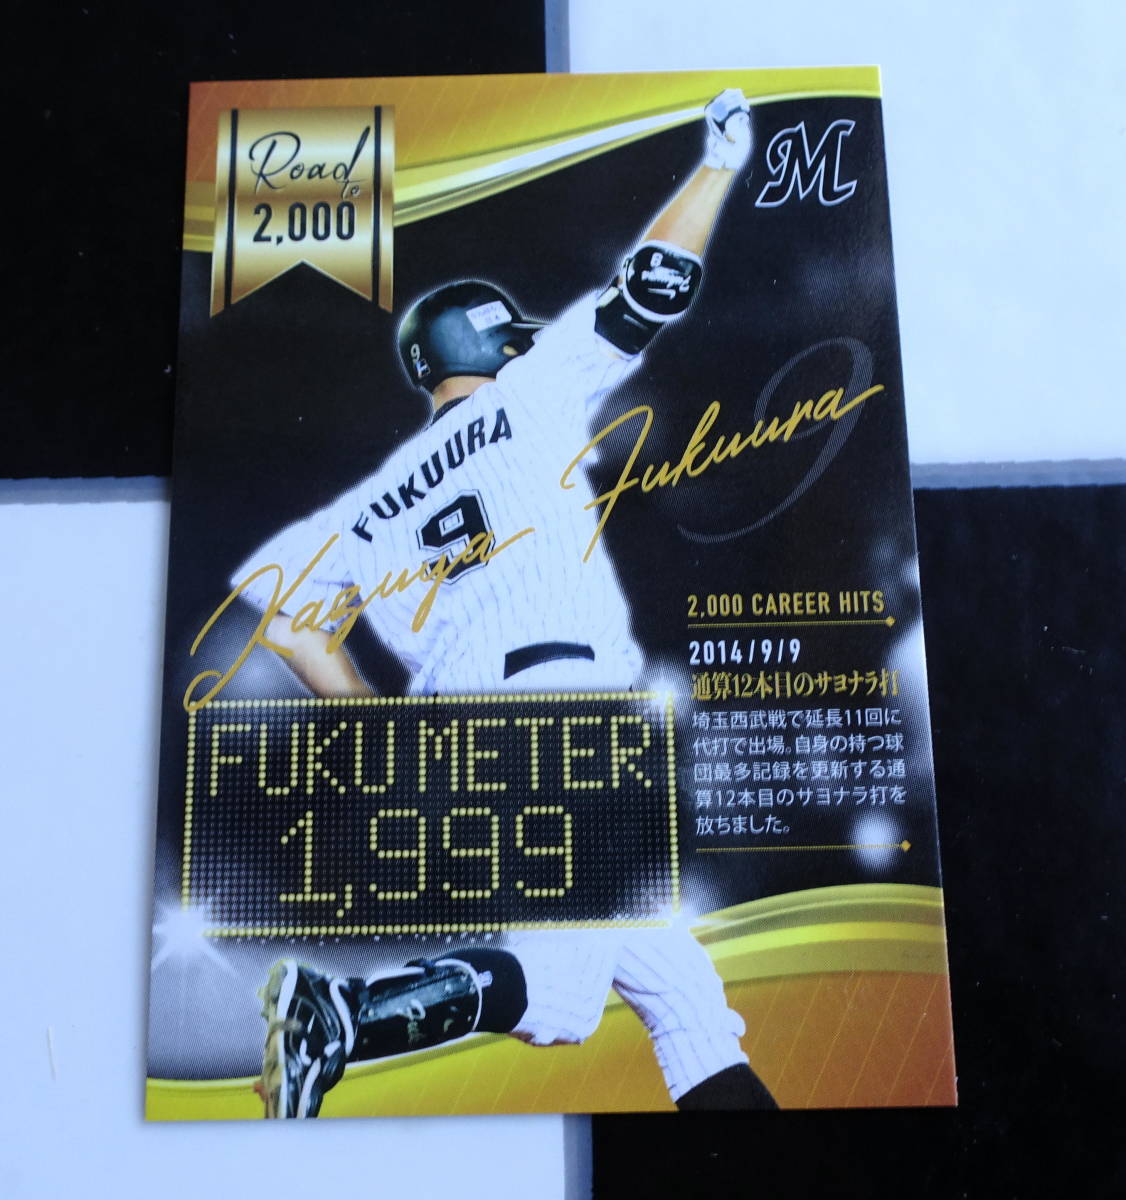 Road
to
2,000
M
9
Fukuura
9
FUKUURA
9
9
Kazuya Fukuura
2,000 CAREER HITS
2014/9/9
通算12本目のサヨナラ打
埼玉西武戦で延長11回に
代打で出場。自身の持つ球
団最多記録を更新する通
算12本目のサヨナラ打を
放ちました。
FUKU METER
1,999